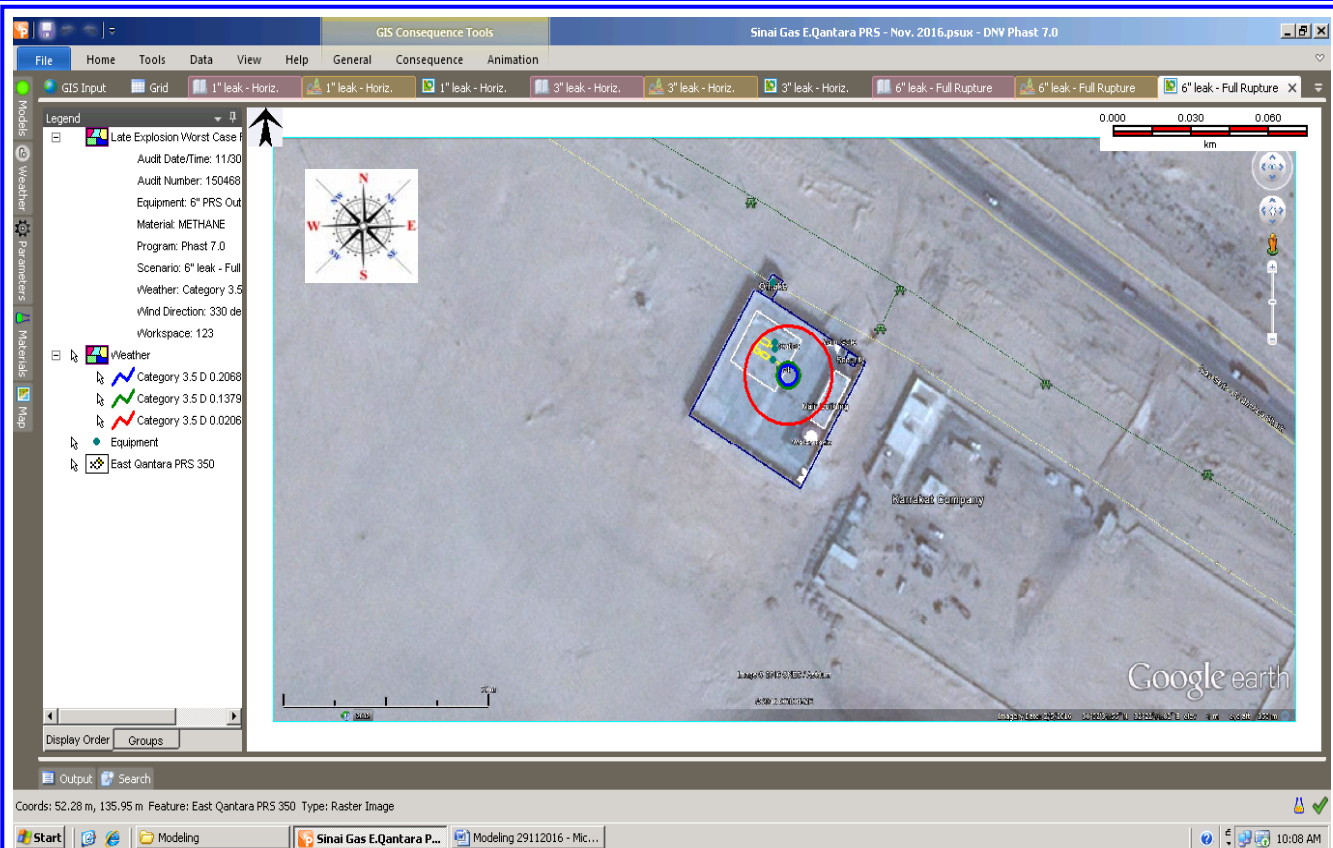 GIS Consequence Tools
Sinai Gas E.Qantara PRS - Nov. 2016.psux - DNV Phast 7.0
File Home Tools Data View Help General Consequence Animation
GIS Input Grid 1" leak - Horiz. 1" leak - Horiz. 1" leak - Horiz. 3" leak - Horiz. 3" leak - Horiz. 3" leak - Horiz. 6" leak - Full Rupture 6" leak - Full Rupture 6" leak - Full Rupture
Models
Weather
Parameters
Materials
Map
Legend
Late Explosion Worst Case
Audit Date/Time: 11/30
Audit Number: 150468
Equipment: 6" PRS Out
Material: METHANE
Program: Phast 7.0
Scenario: 6" leak - Full
Weather: Category 3.5
Wind Direction: 330 de
Workspace: 123
Weather
Category 3.5 D 0.2068
Category 3.5 D 0.1379
Category 3.5 D 0.0206
Equipment
East Qantara PRS 350
Display Order Groups
0.000 0.030 0.060
km
N
NW NE
W E
SW SE
S
Karrakat Company
Google earth
Output Search
Coords: 52.28 m, 135.95 m Feature: East Qantara PRS 350 Type: Raster Image
Start Modeling Sinai Gas E.Qantara P... Modeling 29112016 - Mic... 10:08 AM